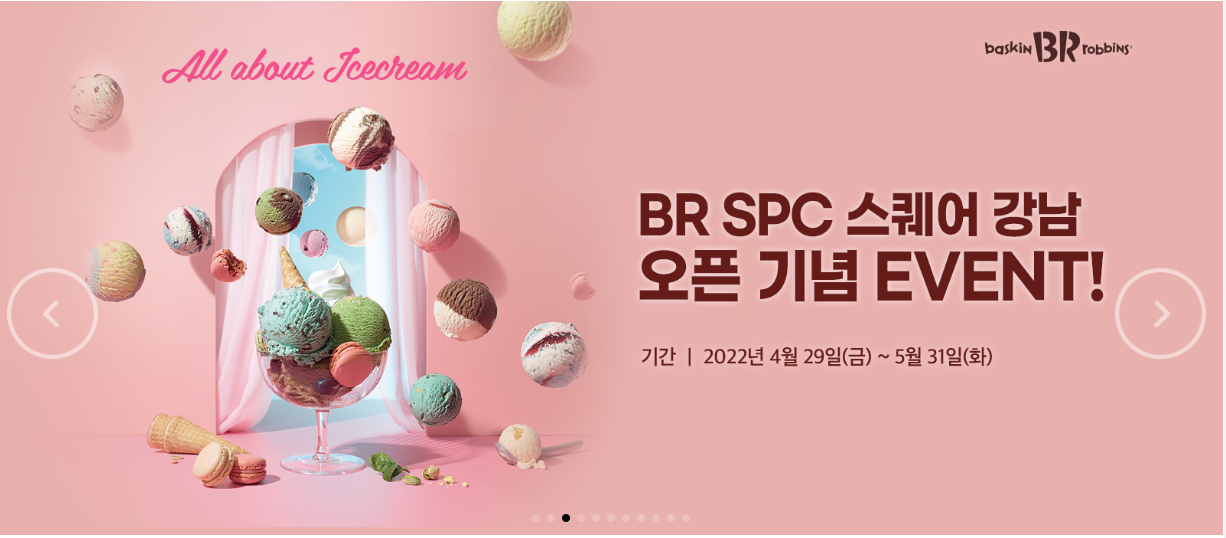 All about Icecream
baskin BR robbins
BR SPC 스퀘어 강남
오픈 기념 EVENT!
기간 | 2022년 4월 29일(금) ~ 5월 31일(화)